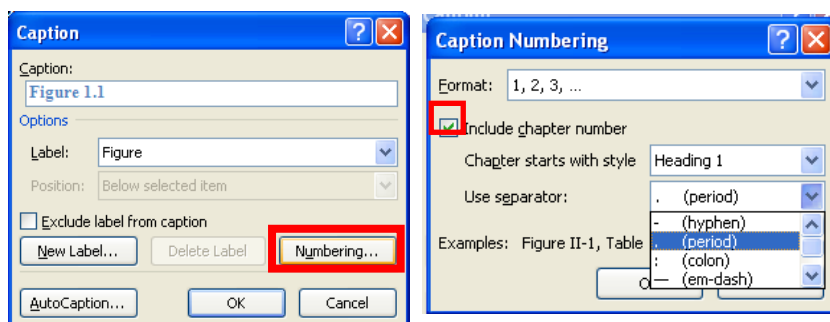 Caption
Caption:
Figure 1.1
Options
Label: Figure
Position: Below selected item
Exclude label from caption
New Label... Delete Label Numbering...
AutoCaption... OK Cancel
Caption Numbering
Format: 1, 2, 3, ...
Include chapter number
Chapter starts with style Heading 1
Use separator: . (period)
- (hyphen)
. (period)
: (colon)
— (em-dash)
Examples: Figure II-1, Table